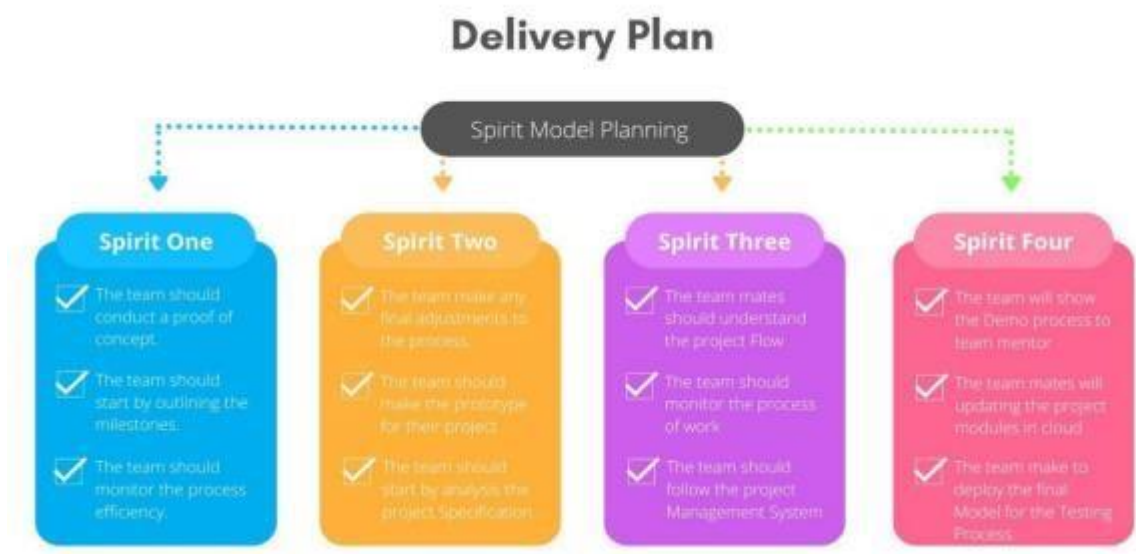 Delivery Plan
Spirit Model Planning
Spirit One
The team should
conduct a proof of
concept.
The team should
start by outlining the
milestones.
The team should
monitor the process
efficiency.
Spirit Two
The team make any
final adjustments to
the process.
The team should
make the prototype
for their project
The team should
start by analysis the
project Specification
Spirit Three
The team mates
should understand
the project Flow
The team should
monitor the process
of work
The team should
follow the project
Management System
Spirit Four
The team will show
the Demo process to
team mentor
The team mates will
updating the project
modules in cloud
The team make to
deploy the final
Model for the Testing
Process